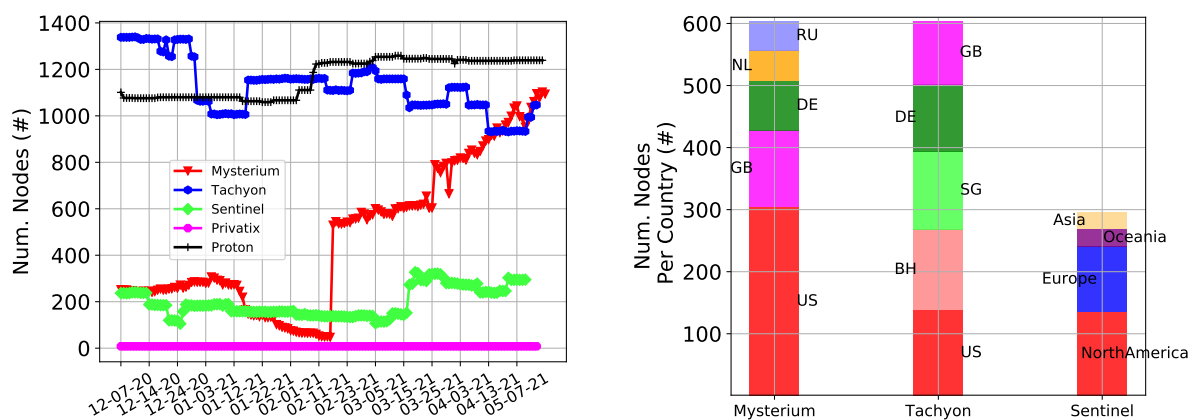 1400
1200
1000
800
600
400
200
0
Num. Nodes (#)
Mysterium
Tachyon
Sentinel
Privatix
Proton
12-07-20
12-14-20
12-24-20
01-03-21
01-12-21
01-22-21
02-01-21
02-11-21
02-23-21
03-05-21
03-15-21
03-25-21
04-03-21
04-13-21
05-07-21
600
500
400
300
200
100
Num. Nodes
Per Country (#)
RU
NL
DE
GB
US
GB
DE
SG
BH
US
Asia
Oceania
Europe
NorthAmerica
Mysterium
Tachyon
Sentinel